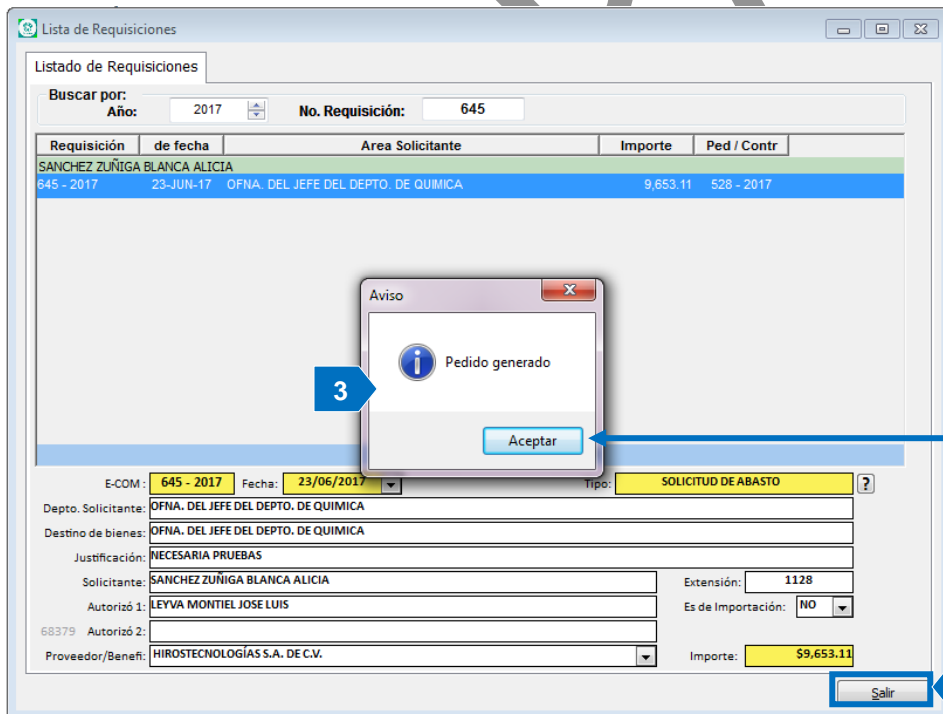 Lista de Requisiciones
Listado de Requisiciones
Buscar por:
Año: 2017 No. Requisición: 645
Requisición de fecha Area Solicitante Importe Ped / Contr
SANCHEZ ZUÑIGA BLANCA ALICIA
645 - 2017 23-JUN-17 OFNA. DEL JEFE DEL DEPTO. DE QUIMICA 9,653.11 528 - 2017
Aviso
Pedido generado
3
Aceptar
E-COM : 645 - 2017 Fecha: 23/06/2017 Tipo: SOLICITUD DE ABASTO ?
Depto. Solicitante: OFNA. DEL JEFE DEL DEPTO. DE QUIMICA
Destino de bienes: OFNA. DEL JEFE DEL DEPTO. DE QUIMICA
Justificación: NECESARIA PRUEBAS
Solicitante: SANCHEZ ZUÑIGA BLANCA ALICIA Extensión: 1128
Autorizó 1: LEYVA MONTIEL JOSE LUIS Es de Importación: NO
68379 Autorizó 2:
Proveedor/Benefi: HIROSTECNOLOGÍAS S.A. DE C.V. Importe: $9,653.11
Salir